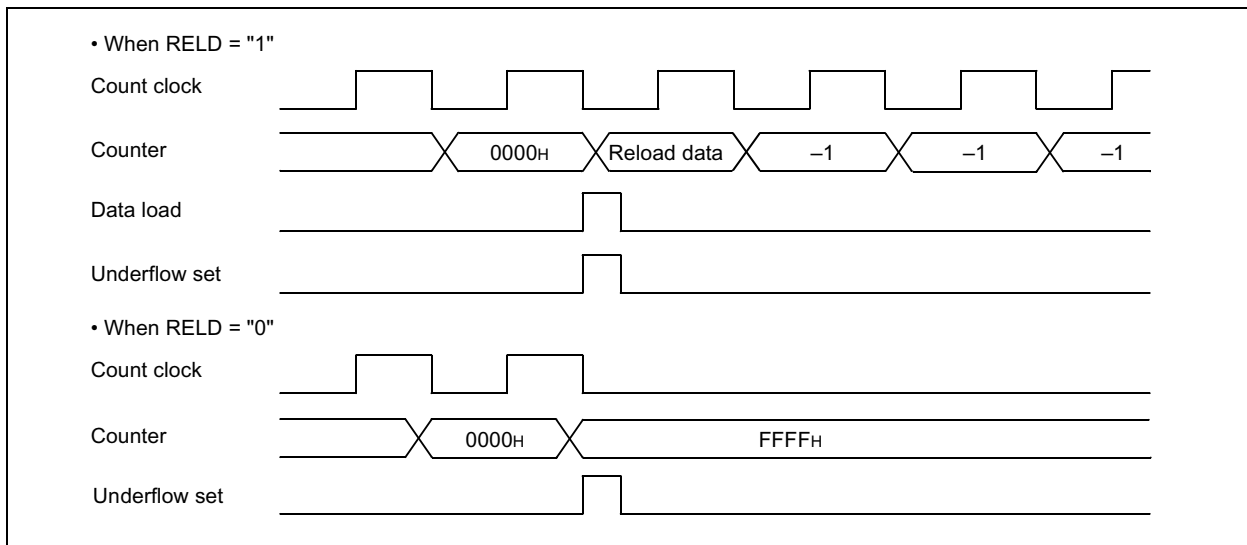 • When RELD = "1"
Count clock
Counter 0000H Reload data –1 –1 –1
Data load
Underflow set
• When RELD = "0"
Count clock
Counter 0000H FFFFH
Underflow set